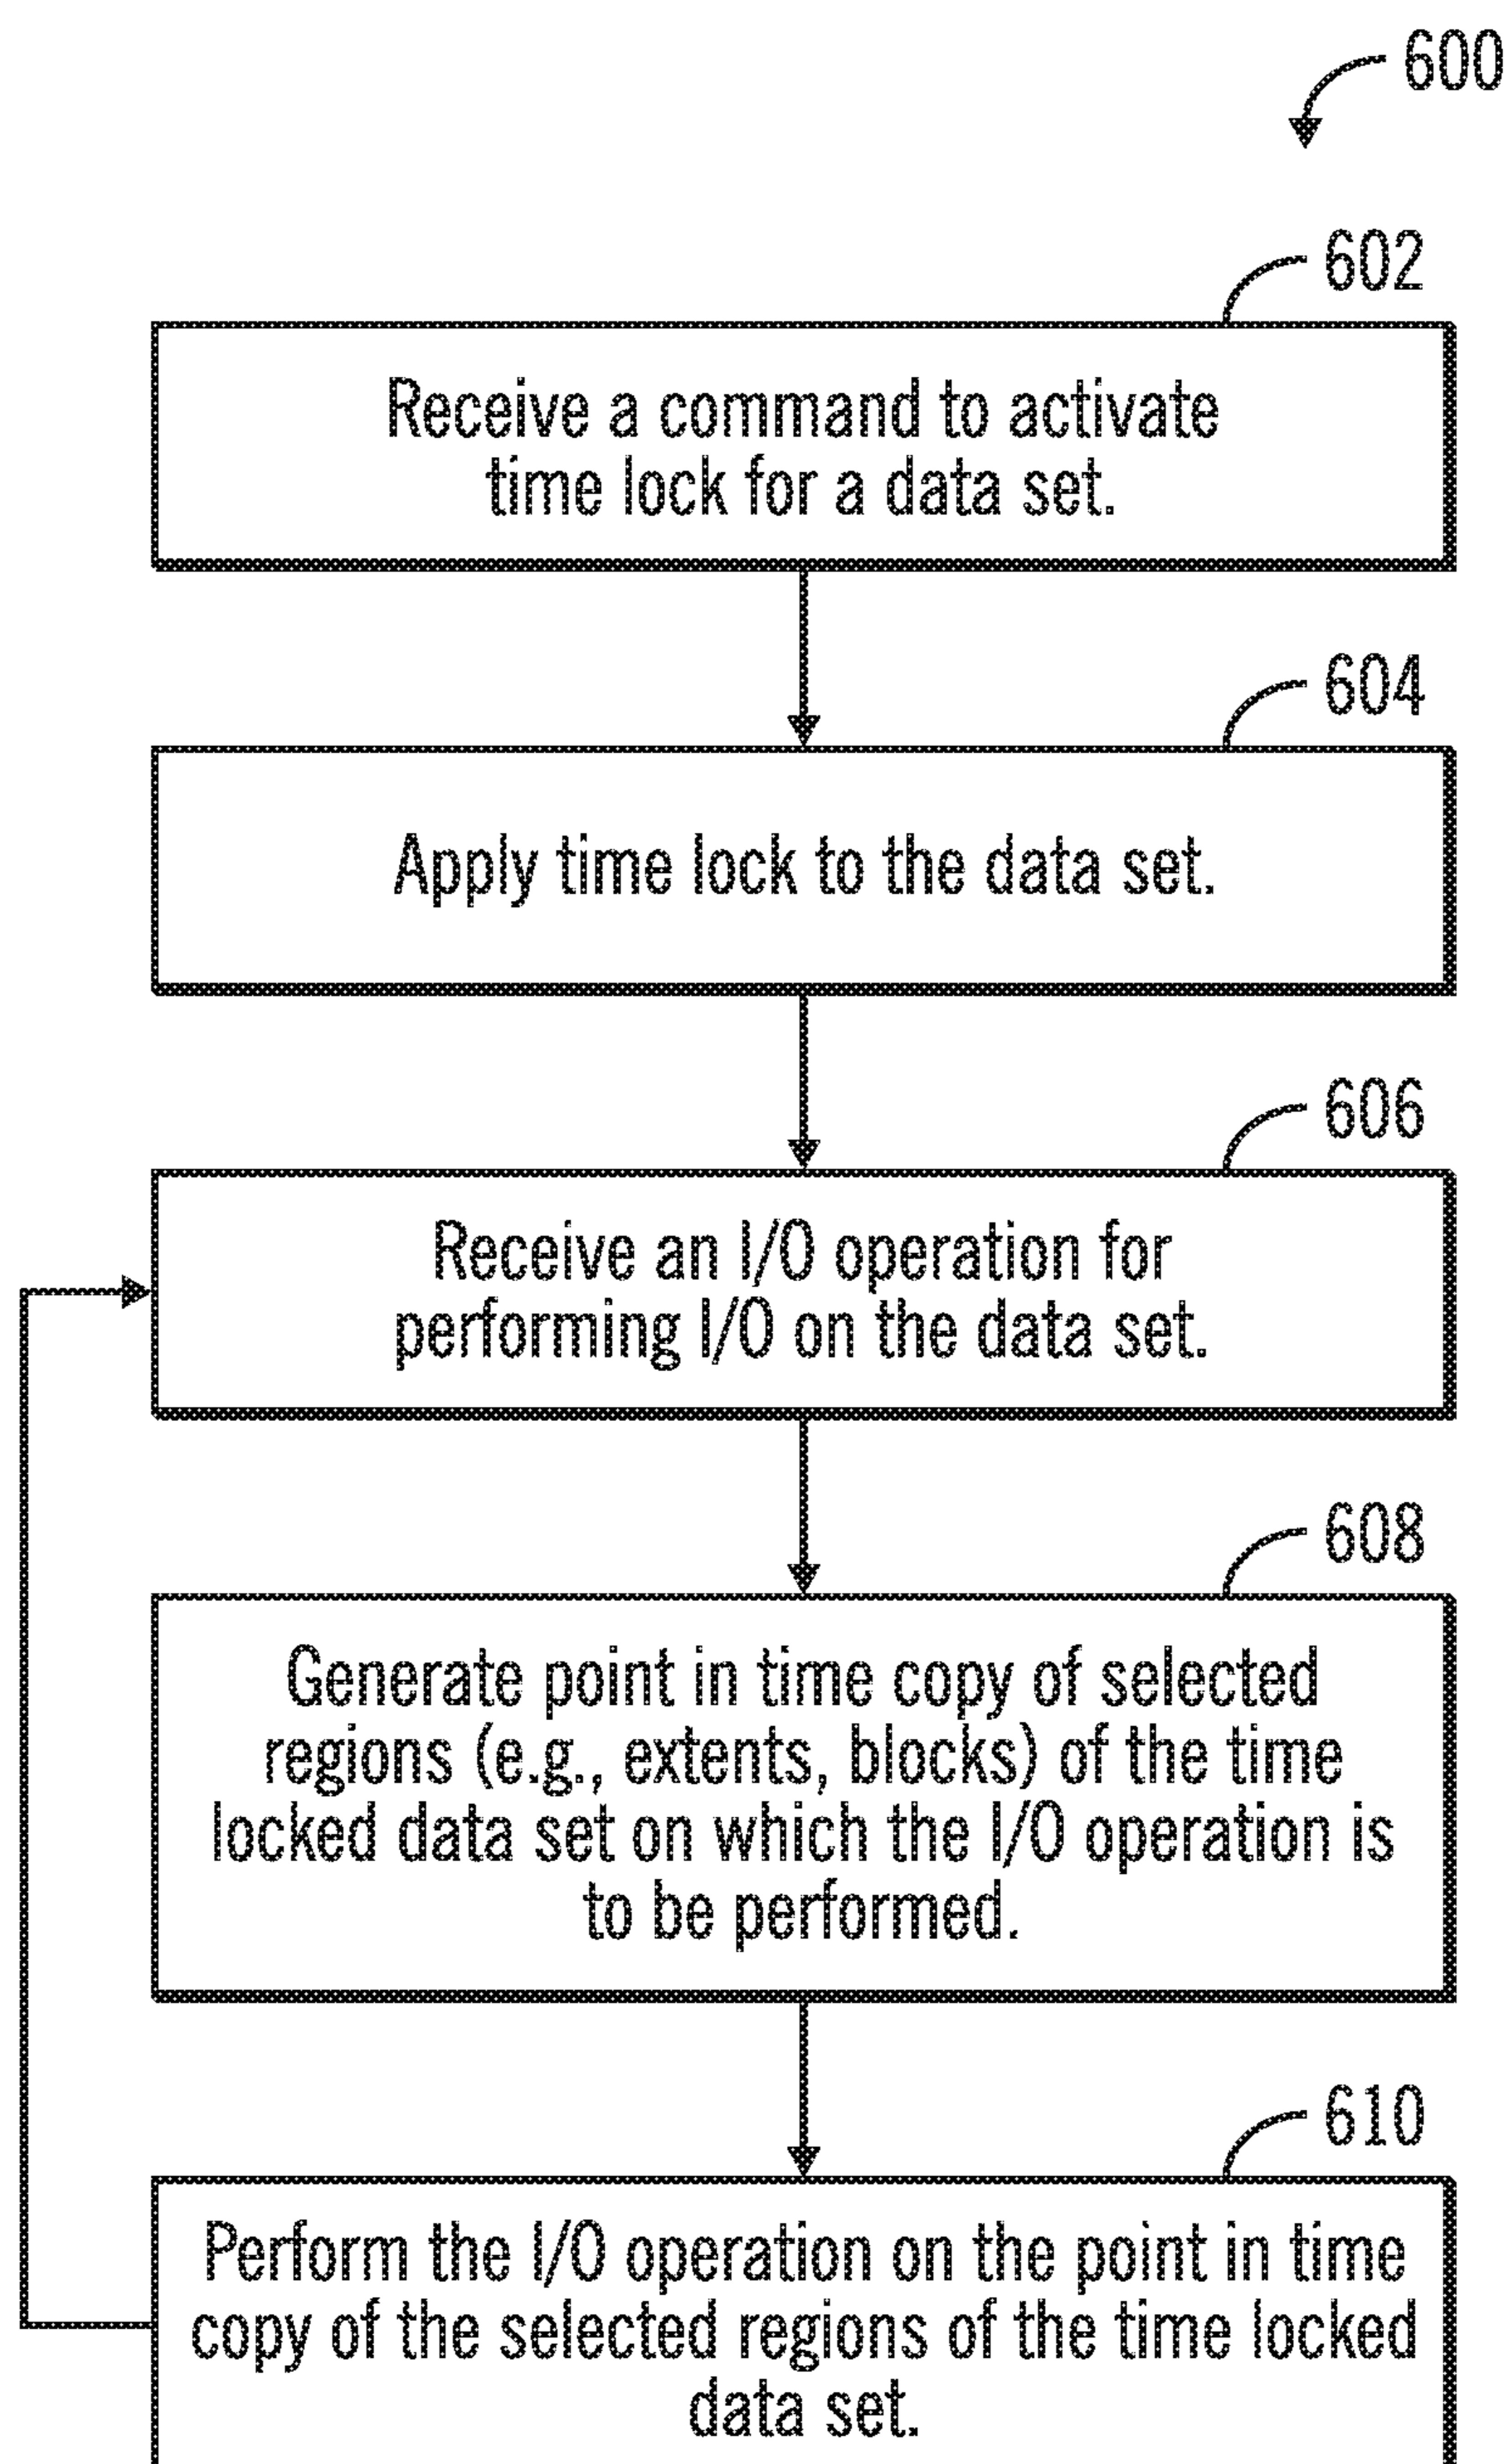 600
602
Receive a command to activate
time lock for a data set.
604
Apply time lock to the data set.
606
Receive an I/O operation for
performing I/O on the data set.
608
Generate point in time copy of selected
regions (e.g., extents, blocks) of the time
locked data set on which the I/O operation is
to be performed.
610
Perform the I/O operation on the point in time
copy of the selected regions of the time locked
data set.